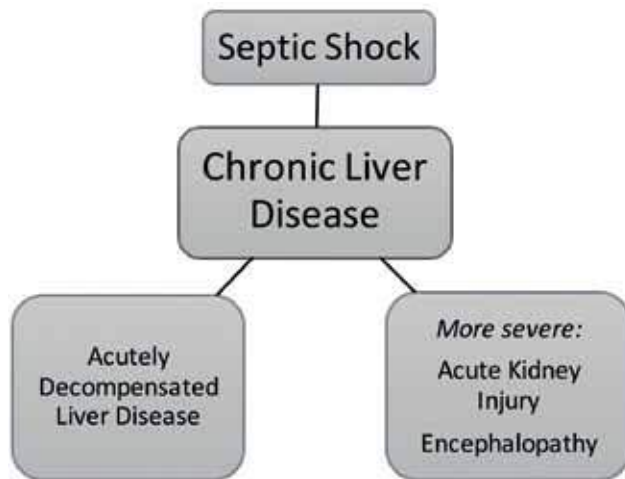 Septic Shock
Chronic Liver
Disease
Acutely
Decompensated
Liver Disease
More severe:
Acute Kidney
Injury
Encephalopathy